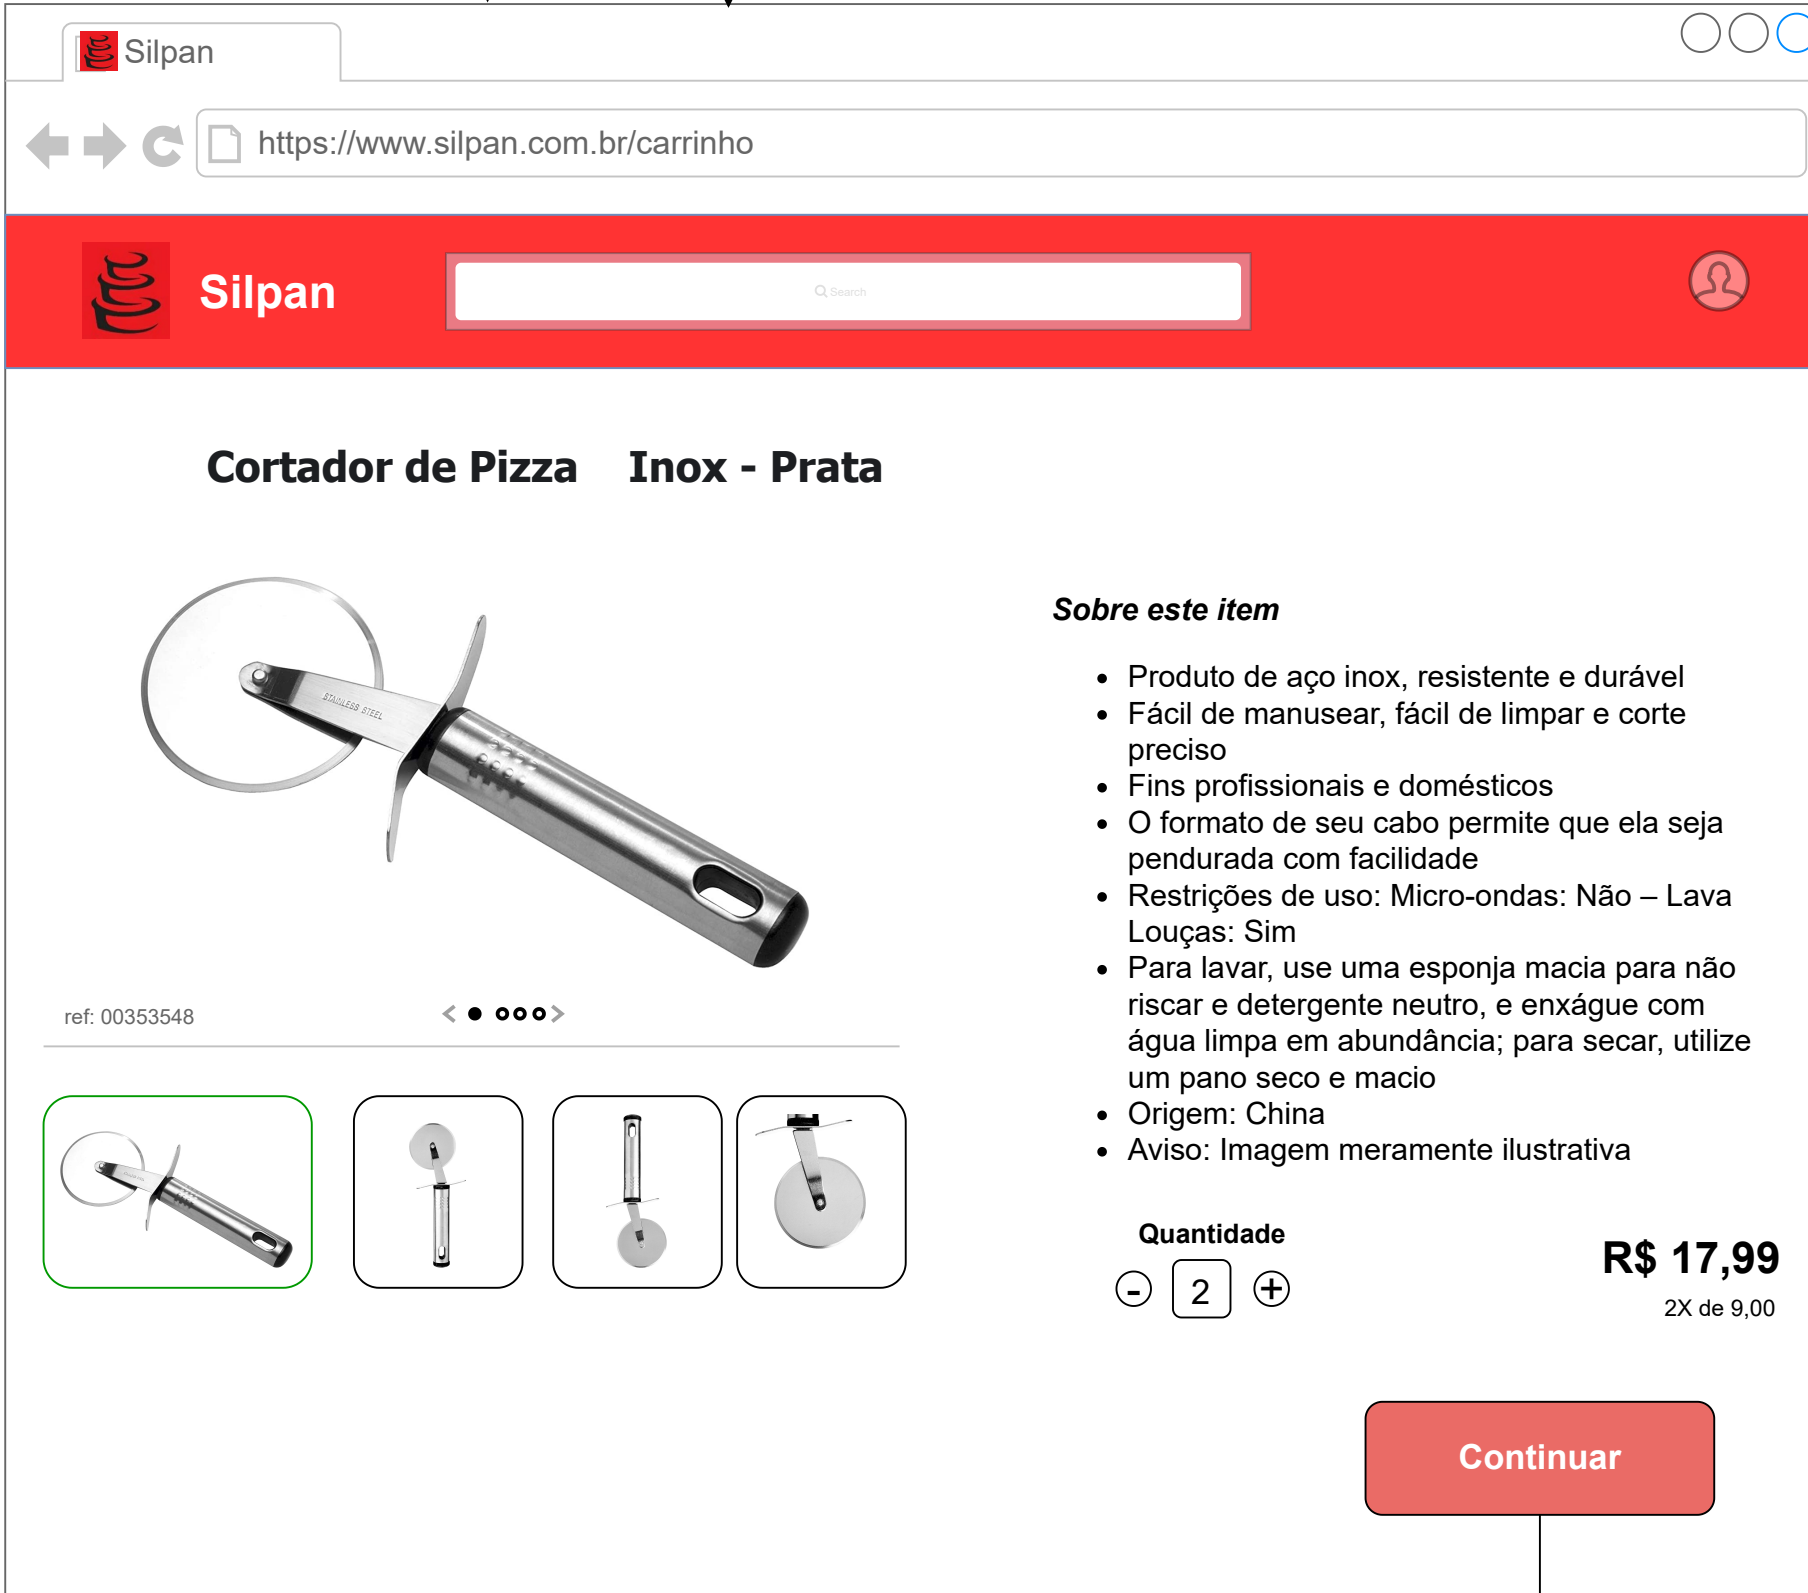 Silpan
https://www.silpan.com.br/carrinho
Silpan
Search
Cortador de Pizza Inox - Prata
STAINLESS STEEL
Sobre este item
Produto de aço inox, resistente e durável
Fácil de manusear, fácil de limpar e corte
preciso
Fins profissionais e domésticos
O formato de seu cabo permite que ela seja
pendurada com facilidade
Restrições de uso: Micro-ondas: Não – Lava
Louças: Sim
Para lavar, use uma esponja macia para não
riscar e detergente neutro, e enxágue com
água limpa em abundância; para secar, utilize
um pano seco e macio
Origem: China
Aviso: Imagem meramente ilustrativa
ref: 00353548
Quantidade
- 2 +
R$ 17,99
2X de 9,00
Continuar